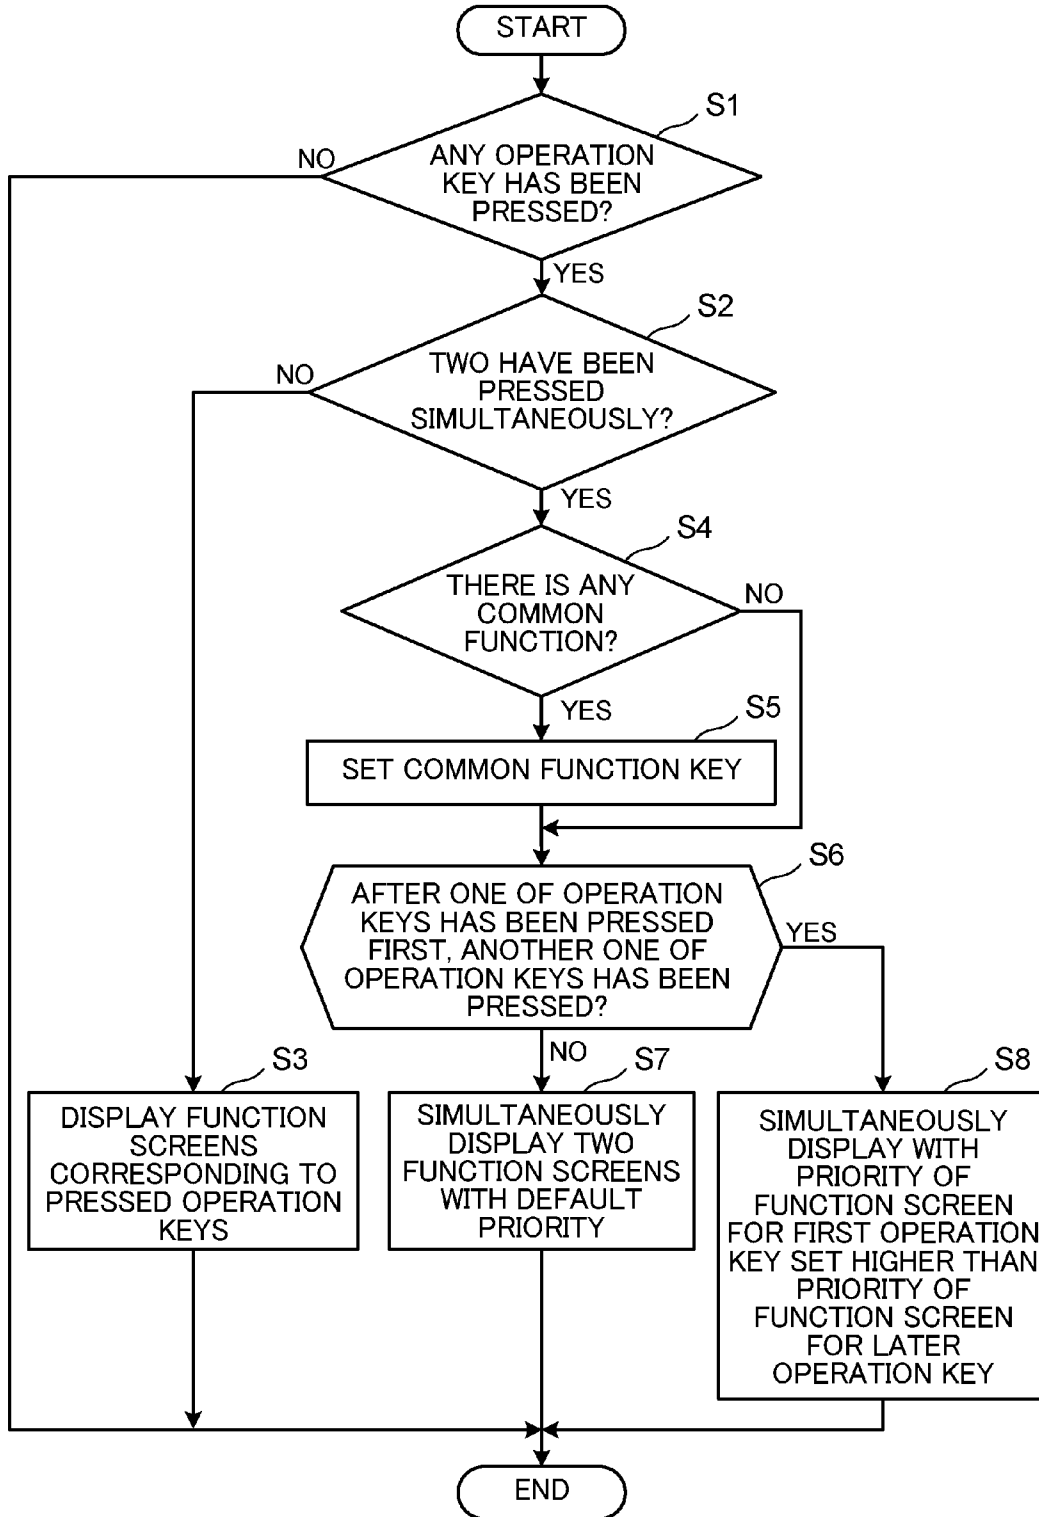 START
S1
ANY OPERATION
KEY HAS BEEN
PRESSED?
NO
YES
S2
TWO HAVE BEEN
PRESSED
SIMULTANEOUSLY?
NO
YES
S4
THERE IS ANY
COMMON
FUNCTION?
NO
YES
S5
SET COMMON FUNCTION KEY
S6
AFTER ONE OF OPERATION
KEYS HAS BEEN PRESSED
FIRST, ANOTHER ONE OF
OPERATION KEYS HAS BEEN
PRESSED?
YES
NO
S3
DISPLAY FUNCTION
SCREENS
CORRESPONDING TO
PRESSED OPERATION
KEYS
S7
SIMULTANEOUSLY
DISPLAY TWO
FUNCTION SCREENS
WITH DEFAULT
PRIORITY
S8
SIMULTANEOUSLY
DISPLAY WITH
PRIORITY OF
FUNCTION SCREEN
FOR FIRST OPERATION
KEY SET HIGHER THAN
PRIORITY OF
FUNCTION SCREEN
FOR LATER
OPERATION KEY
END